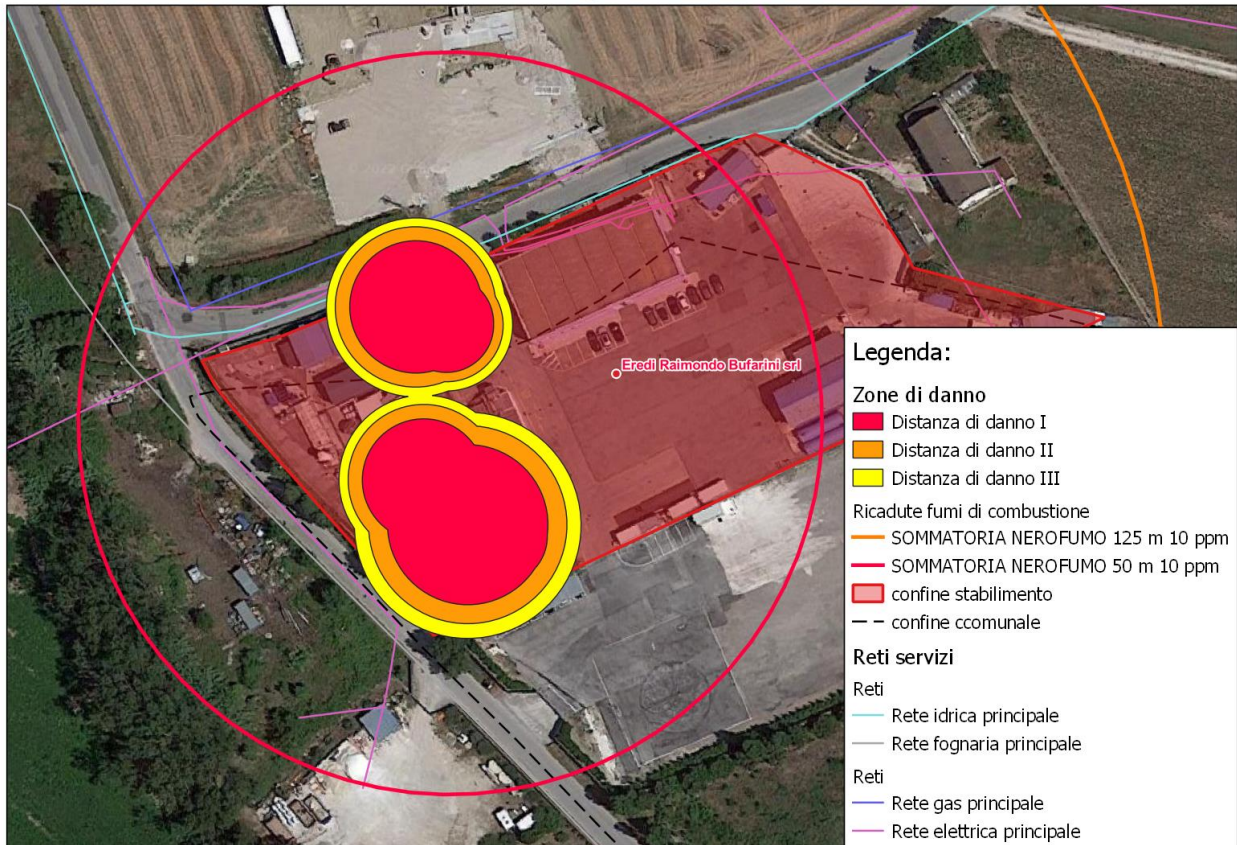 Eredi Raimondo Bufarini srl
Legenda:
Zone di danno
Distanza di danno I
Distanza di danno II
Distanza di danno III
Ricadute fumi di combustione
SOMMATORIA NEROFUMO 125 m 10 ppm
SOMMATORIA NEROFUMO 50 m 10 ppm
confine stabilimento
confine ccomunale
Reti servizi
Reti
Rete idrica principale
Rete fognaria principale
Reti
Rete gas principale
Rete elettrica principale